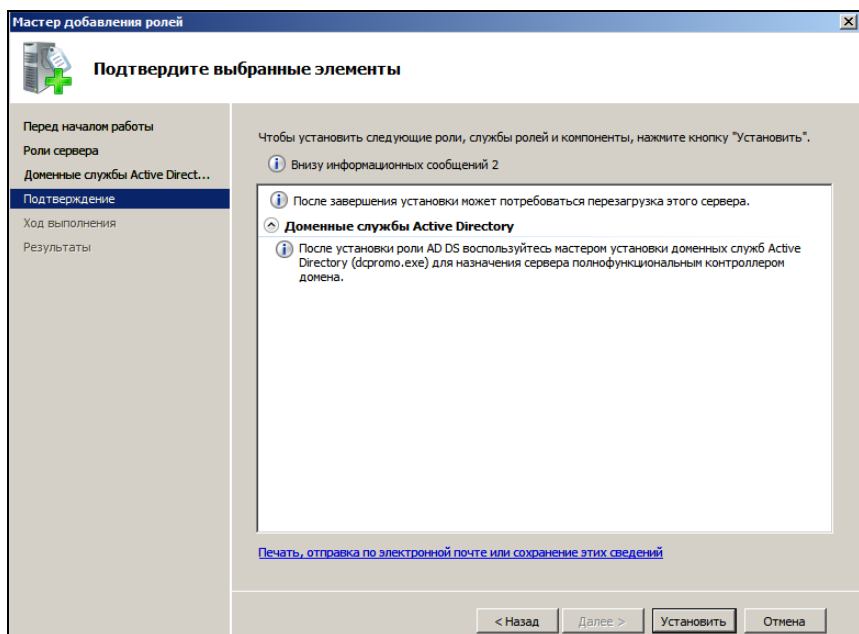 Мастер добавления ролей
Подтвердите выбранные элементы
Перед началом работы
Роли сервера
Доменные службы Active Direct...
Подтверждение
Ход выполнения
Результаты
Чтобы установить следующие роли, службы ролей и компоненты, нажмите кнопку "Установить".
Внизу информационных сообщений 2
После завершения установки может потребоваться перезагрузка этого сервера.
Доменные службы Active Directory
После установки роли AD DS воспользуйтесь мастером установки доменных служб Active
Directory (dcpromo.exe) для назначения сервера полнофункциональным контроллером
домена.
Печать, отправка по электронной почте или сохранение этих сведений
< Назад
Далее >
Установить
Отмена